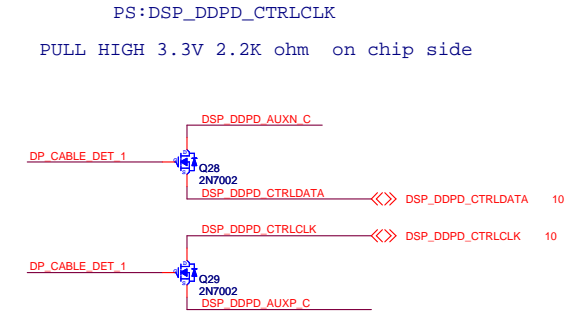 PS:DSP_DDPD_CTRLCLK
PULL HIGH 3.3V 2.2K ohm on chip side
DSP_DDPD_AUXN_C
DP_CABLE_DET_1
Q28
2N7002
DSP_DDPD_CTRLDATA
DSP_DDPD_CTRLDATA 10
DSP_DDPD_CTRLCLK
DSP_DDPD_CTRLCLK 10
DP_CABLE_DET_1
Q29
2N7002
DSP_DDPD_AUXP_C